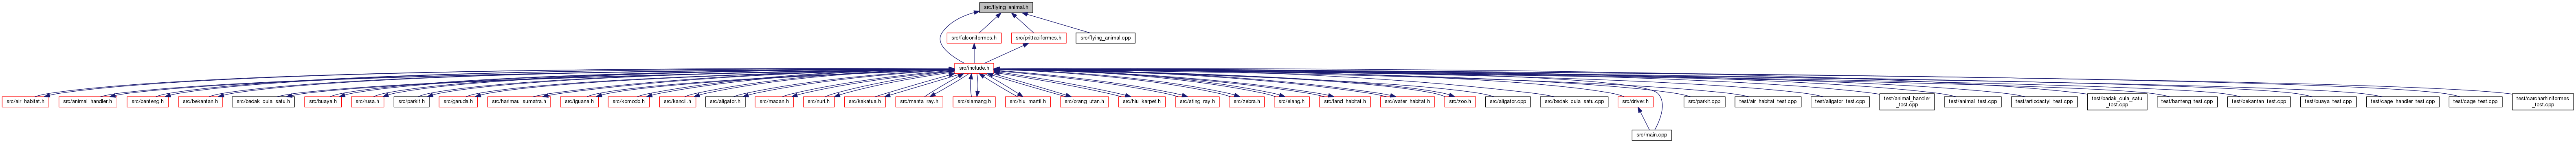 src/flying_animal.h
src/falconiformes.h
src/psittaciformes.h
src/flying_animal.cpp
src/include.h
src/air_habitat.h
src/animal_handler.h
src/banteng.h
src/bekantan.h
src/badak_cula_satu.h
src/buaya.h
src/rusa.h
src/parkit.h
src/garuda.h
src/harimau_sumatra.h
src/iguana.h
src/komodo.h
src/kancil.h
src/aligator.h
src/macan.h
src/nuri.h
src/kakatua.h
src/manta_ray.h
src/siamang.h
src/hiu_martil.h
src/orang_utan.h
src/hiu_karpet.h
src/sting_ray.h
src/zebra.h
src/elang.h
src/land_habitat.h
src/water_habitat.h
src/zoo.h
src/aligator.cpp
src/badak_cula_satu.cpp
src/driver.h
src/parkit.cpp
test/air_habitat_test.cpp
test/aligator_test.cpp
test/animal_handler
_test.cpp
test/animal_test.cpp
test/artiodactyl_test.cpp
test/badak_cula_satu
_test.cpp
test/banteng_test.cpp
test/bekantan_test.cpp
test/buaya_test.cpp
test/cage_handler_test.cpp
test/cage_test.cpp
test/carcharhiniformes
_test.cpp
src/main.cpp